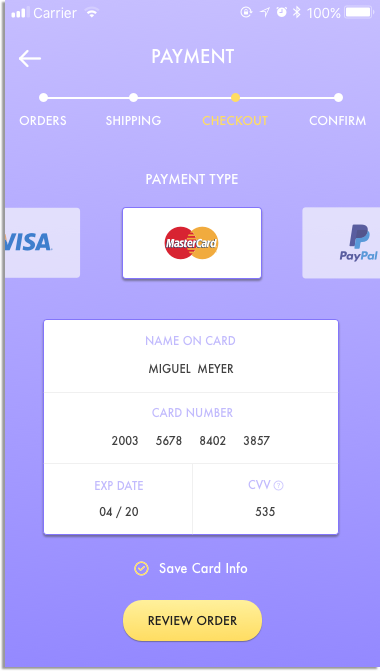 Carrier 100%
PAYMENT
ORDERS SHIPPING CHECKOUT CONFIRM
PAYMENT TYPE
VISA MasterCard PayPal
NAME ON CARD
MIGUEL MEYER
CARD NUMBER
2003 5678 8402 3857
EXP DATE CVV ?
04 / 20 535
Save Card Info
REVIEW ORDER